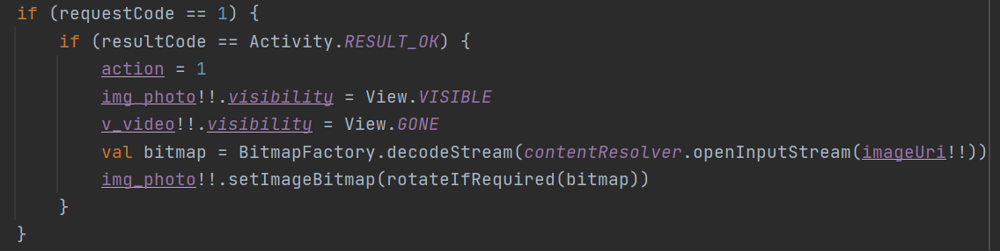 if (requestCode == 1) {
    if (resultCode == Activity.RESULT_OK) {
        action = 1
        img_photo!!.visibility = View.VISIBLE
        v_video!!.visibility = View.GONE
        val bitmap = BitmapFactory.decodeStream(contentResolver.openInputStream(imageUri!!))
        img_photo!!.setImageBitmap(rotateIfRequired(bitmap))
    }
}